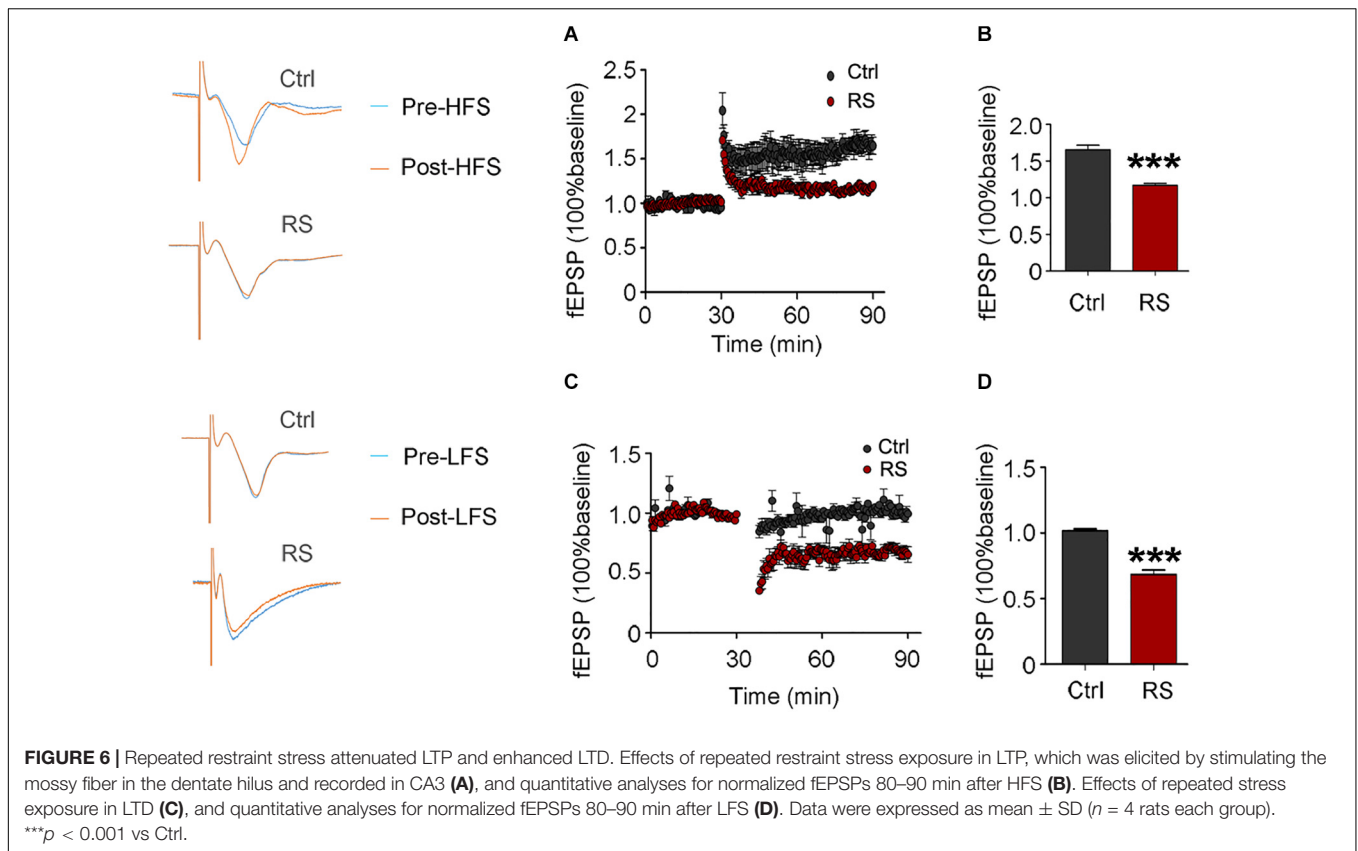 Ctrl
Pre-HFS
Post-HFS
RS
A
fEPSP (100%baseline)
2.5
2.0
1.5
1.0
0.5
0
Ctrl
RS
0
30
60
90
Time (min)
B
fEPSP (100%baseline)
2.0
1.5
1.0
0.5
0
***
Ctrl
RS
Ctrl
Pre-LFS
Post-LFS
RS
C
fEPSP (100%baseline)
1.5
1.0
0.5
0
Ctrl
RS
0
30
60
90
Time (min)
D
fEPSP (100%baseline)
1.5
1.0
0.5
0
***
Ctrl
RS
FIGURE 6 | Repeated restraint stress attenuated LTP and enhanced LTD. Effects of repeated restraint stress exposure in LTP, which was elicited by stimulating the
mossy fiber in the dentate hilus and recorded in CA3 (A), and quantitative analyses for normalized fEPSPs 80–90 min after HFS (B). Effects of repeated stress
exposure in LTD (C), and quantitative analyses for normalized fEPSPs 80–90 min after LFS (D). Data were expressed as mean ± SD (n = 4 rats each group).
***p < 0.001 vs Ctrl.